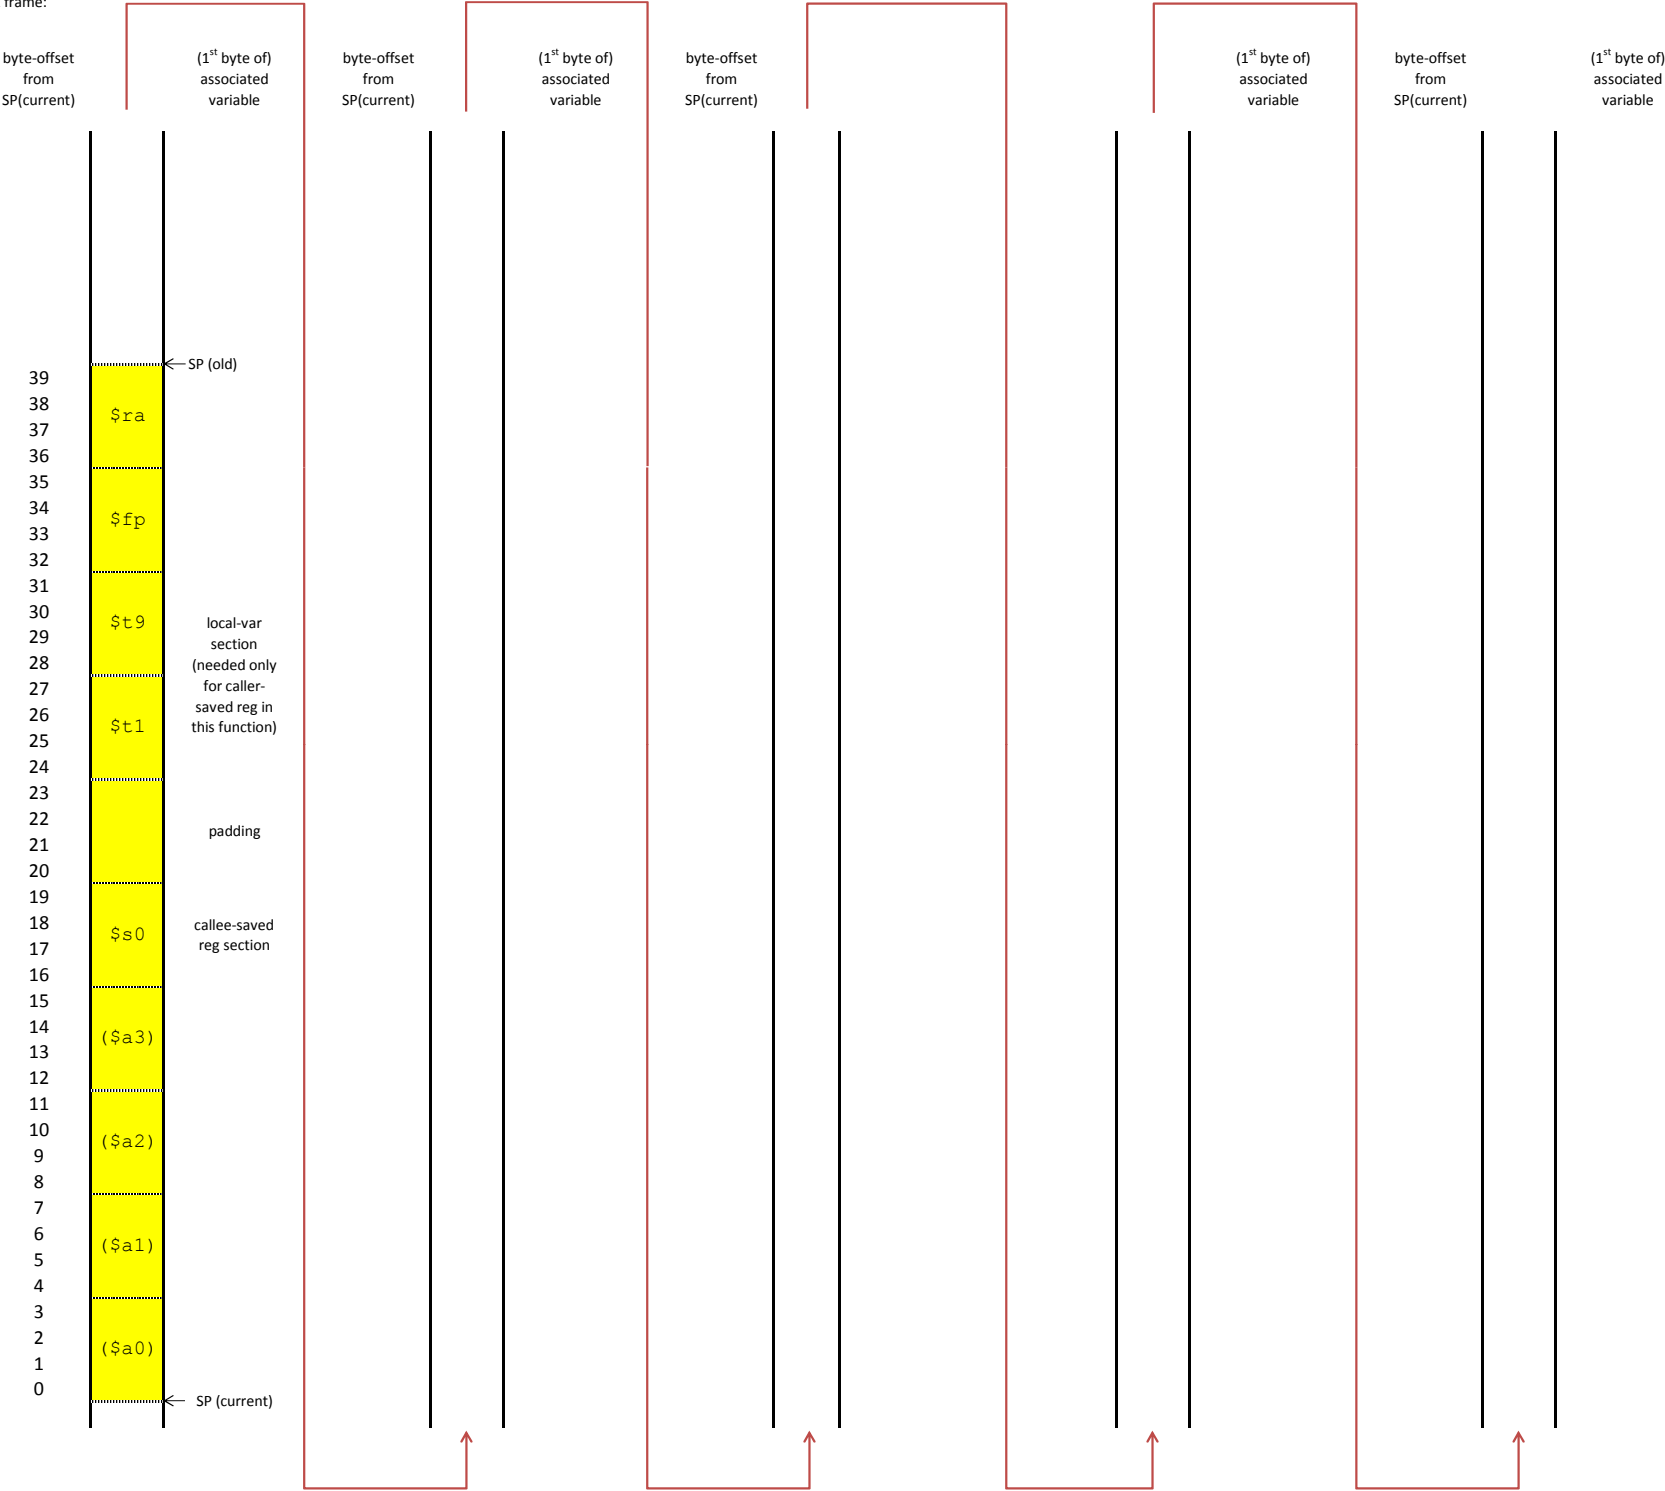 frame:
byte-offset
from
SP(current)
(1st byte of)
associated
variable
byte-offset
from
SP(current)
(1st byte of)
associated
variable
byte-offset
from
SP(current)
(1st byte of)
associated
variable
byte-offset
from
SP(current)
(1st byte of)
associated
variable
SP (old)
39
38
$ra
37
36
35
34
$fp
33
32
31
30
$t9
29
28
27
26
$t1
25
24
local-var
section
(needed only
for caller-
saved reg in
this function)
23
22
padding
21
20
19
18
$s0
17
16
callee-saved
reg section
15
14
($a3)
13
12
11
10
($a2)
9
8
7
6
($a1)
5
4
3
2
($a0)
1
0
SP (current)